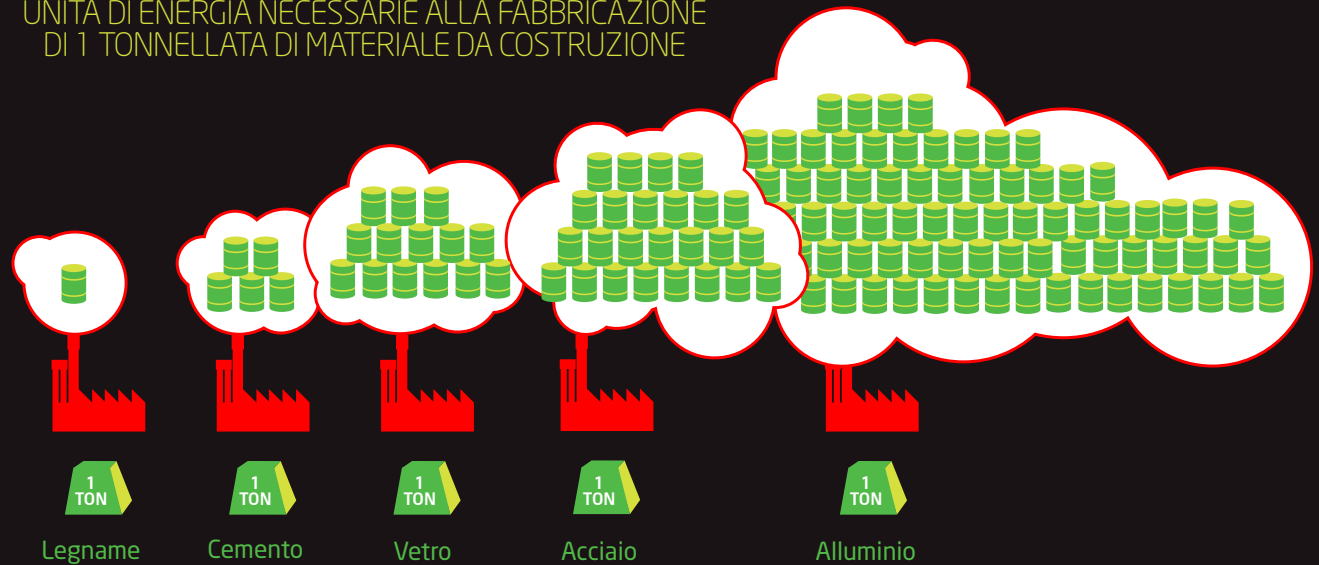 UNITÀ DI ENERGIA NECESSARIE ALLA FABBRICAZIONE
DI 1 TONNELLATA DI MATERIALE DA COSTRUZIONE
1
TON
1
TON
1
TON
1
TON
1
TON
Legname
Cemento
Vetro
Acciaio
Alluminio